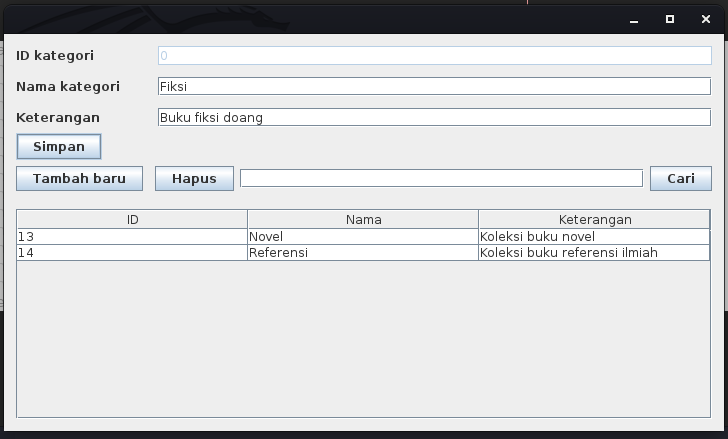 ID kategori 0
Nama kategori Fiksi
Keterangan Buku fiksi doang
Simpan
Tambah baru Hapus Cari
ID Nama Keterangan
13 Novel Koleksi buku novel
14 Referensi Koleksi buku referensi ilmiah